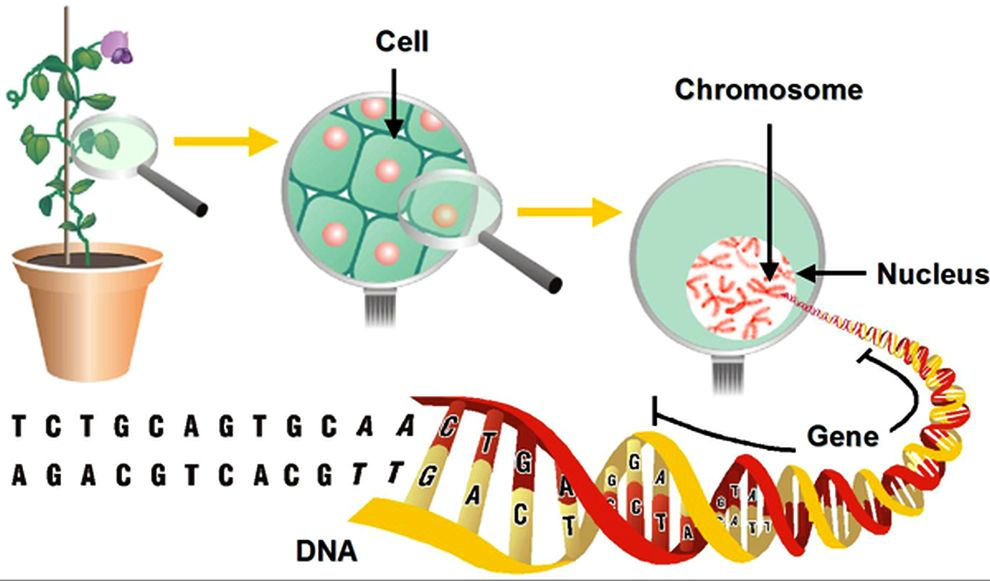 Cell
Chromosome
Nucleus
Gene
T C T G C A G T G C A A C T G A
A G A C G T C A C G T T G A C T
G A
G C T A
G T A
C A T T
DNA